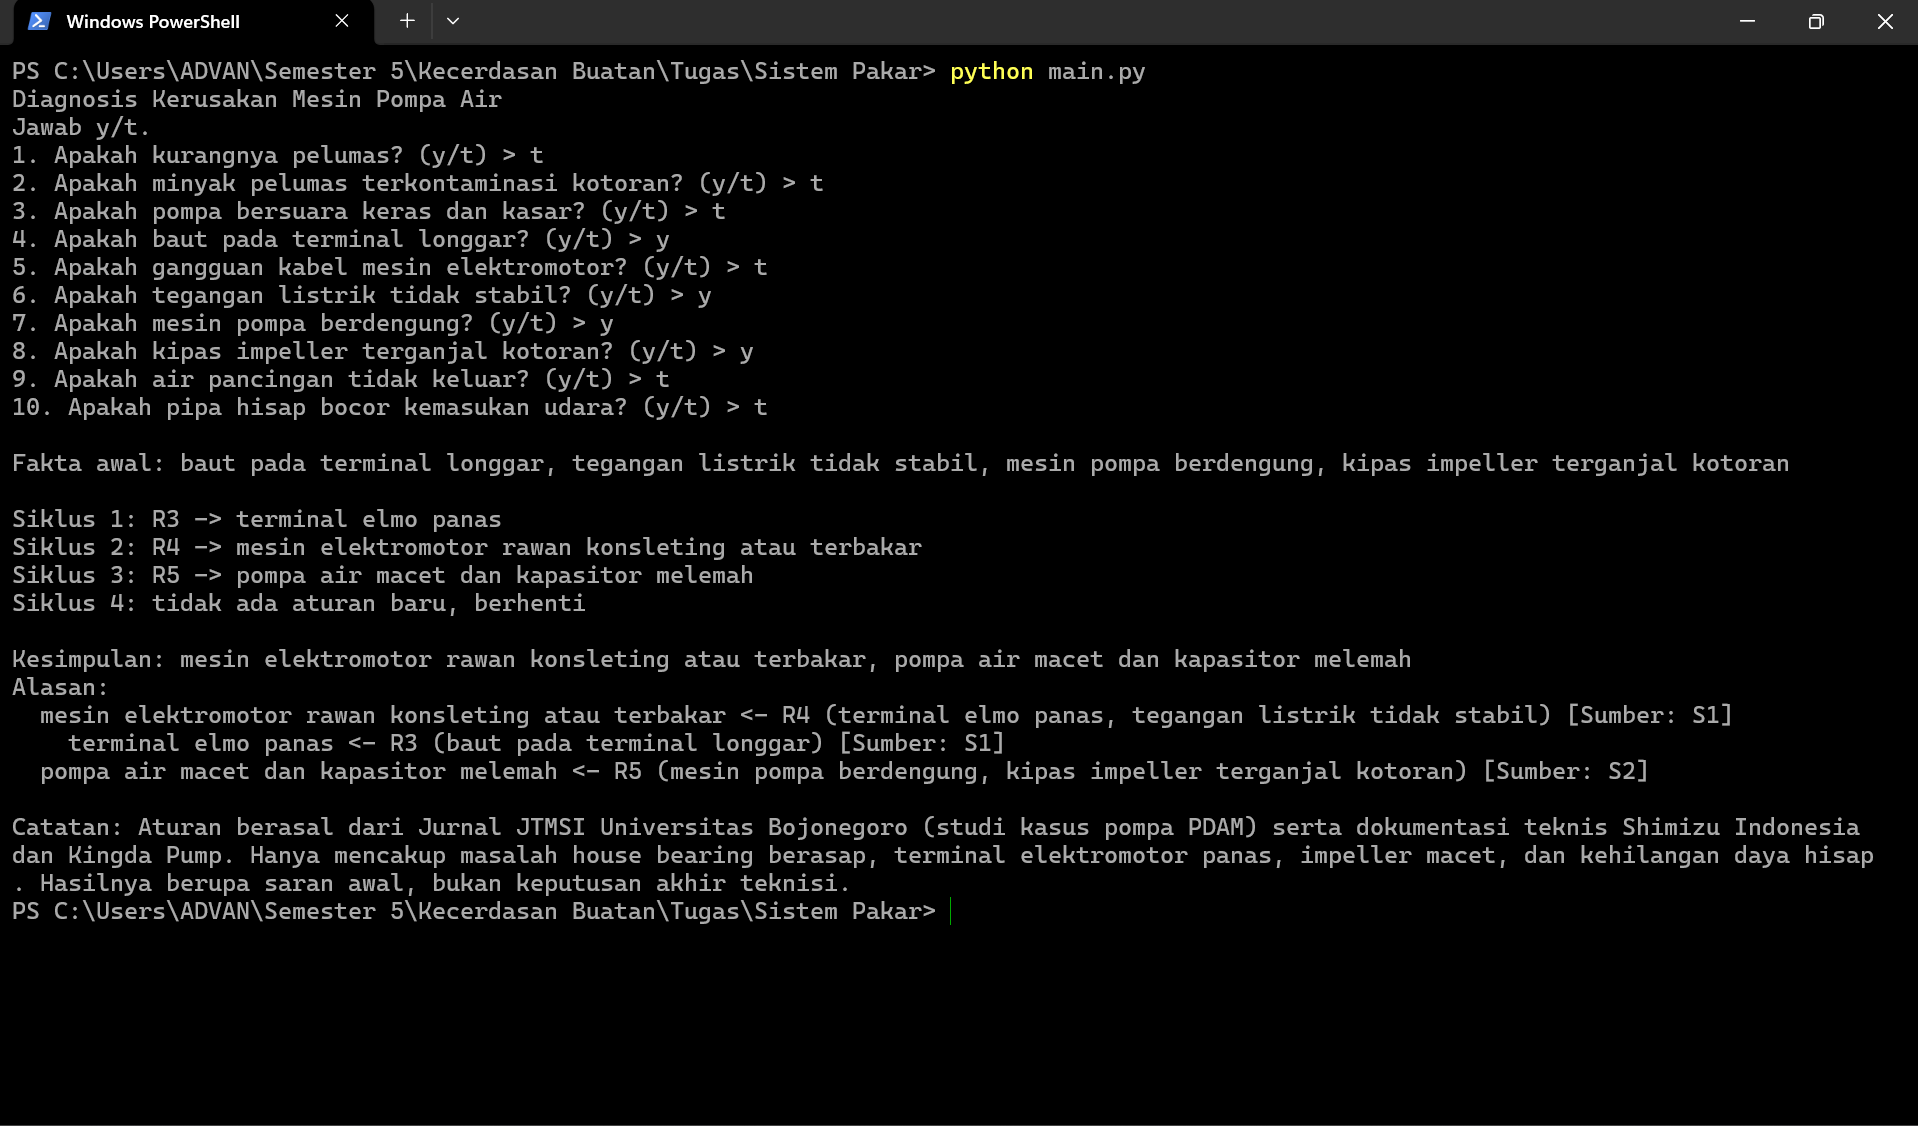 Windows PowerShell
PS C:\Users\ADVAN\Semester 5\Kecerdasan Buatan\Tugas\Sistem Pakar> python main.py
Diagnosis Kerusakan Mesin Pompa Air
Jawab y/t.
1. Apakah kurangnya pelumas? (y/t) > t
2. Apakah minyak pelumas terkontaminasi kotoran? (y/t) > t
3. Apakah pompa bersuara keras dan kasar? (y/t) > t
4. Apakah baut pada terminal longgar? (y/t) > y
5. Apakah gangguan kabel mesin elektromotor? (y/t) > t
6. Apakah tegangan listrik tidak stabil? (y/t) > y
7. Apakah mesin pompa berdengung? (y/t) > y
8. Apakah kipas impeller terganjal kotoran? (y/t) > y
9. Apakah air pancingan tidak keluar? (y/t) > t
10. Apakah pipa hisap bocor kemasukan udara? (y/t) > t
Fakta awal: baut pada terminal longgar, tegangan listrik tidak stabil, mesin pompa berdengung, kipas impeller terganjal kotoran
Siklus 1: R3 -> terminal elmo panas
Siklus 2: R4 -> mesin elektromotor rawan konsleting atau terbakar
Siklus 3: R5 -> pompa air macet dan kapasitor melemah
Siklus 4: tidak ada aturan baru, berhenti
Kesimpulan: mesin elektromotor rawan konsleting atau terbakar, pompa air macet dan kapasitor melemah
Alasan:
  mesin elektromotor rawan konsleting atau terbakar <- R4 (terminal elmo panas, tegangan listrik tidak stabil) [Sumber: S1]
    terminal elmo panas <- R3 (baut pada terminal longgar) [Sumber: S1]
  pompa air macet dan kapasitor melemah <- R5 (mesin pompa berdengung, kipas impeller terganjal kotoran) [Sumber: S2]
Catatan: Aturan berasal dari Jurnal JTMSI Universitas Bojonegoro (studi kasus pompa PDAM) serta dokumentasi teknis Shimizu Indonesia
dan Kingda Pump. Hanya mencakup masalah house bearing berasap, terminal elektromotor panas, impeller macet, dan kehilangan daya hisap
. Hasilnya berupa saran awal, bukan keputusan akhir teknisi.
PS C:\Users\ADVAN\Semester 5\Kecerdasan Buatan\Tugas\Sistem Pakar>